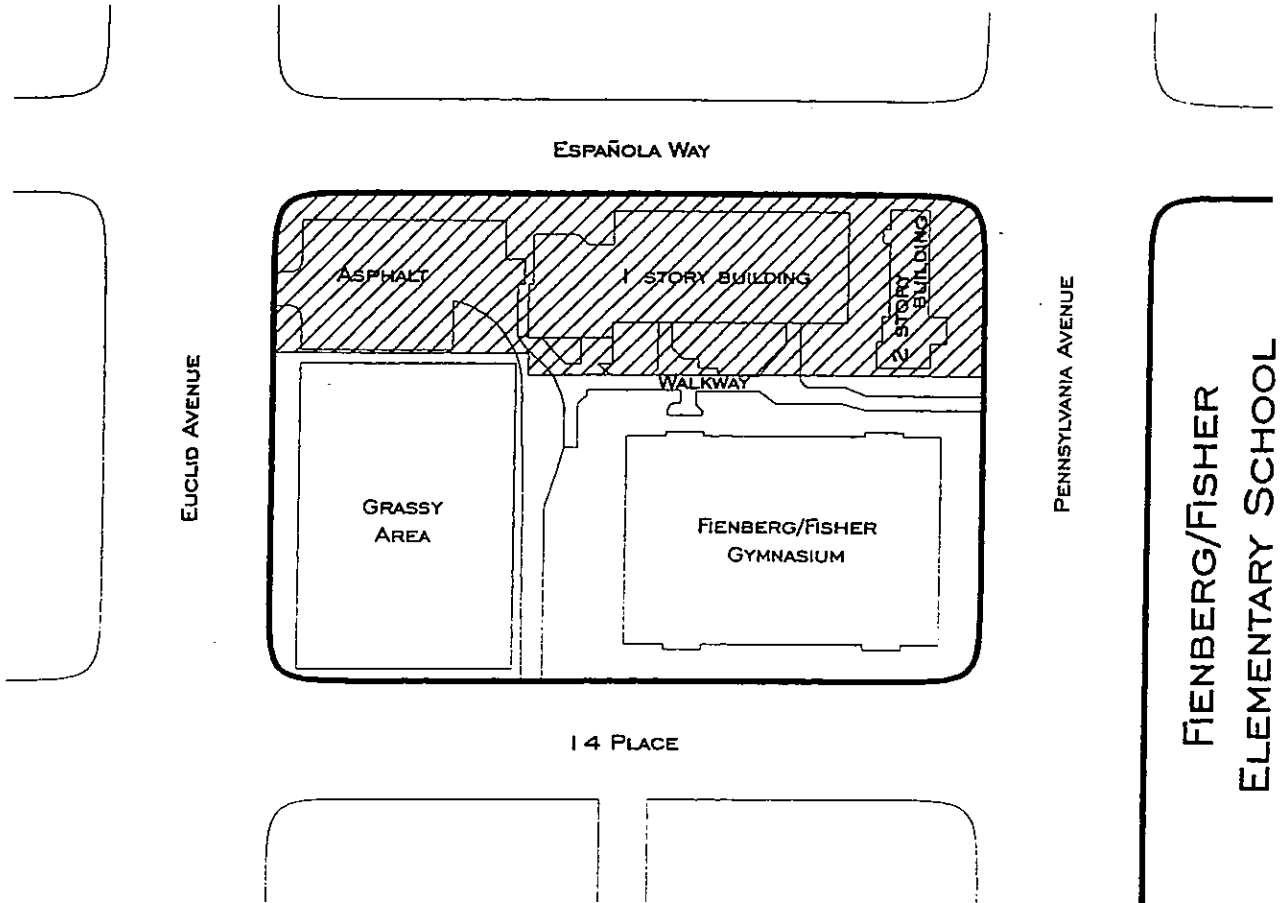 ESPAÑOLA WAY
ASPHALT
1 STORY BUILDING
2 STORY
BUILDING
WALKWAY
EUCLID AVENUE
PENNSYLVANIA AVENUE
GRASSY
AREA
FIENBERG/FISHER
GYMNASIUM
14 PLACE
FIENBERG/FISHER
ELEMENTARY SCHOOL